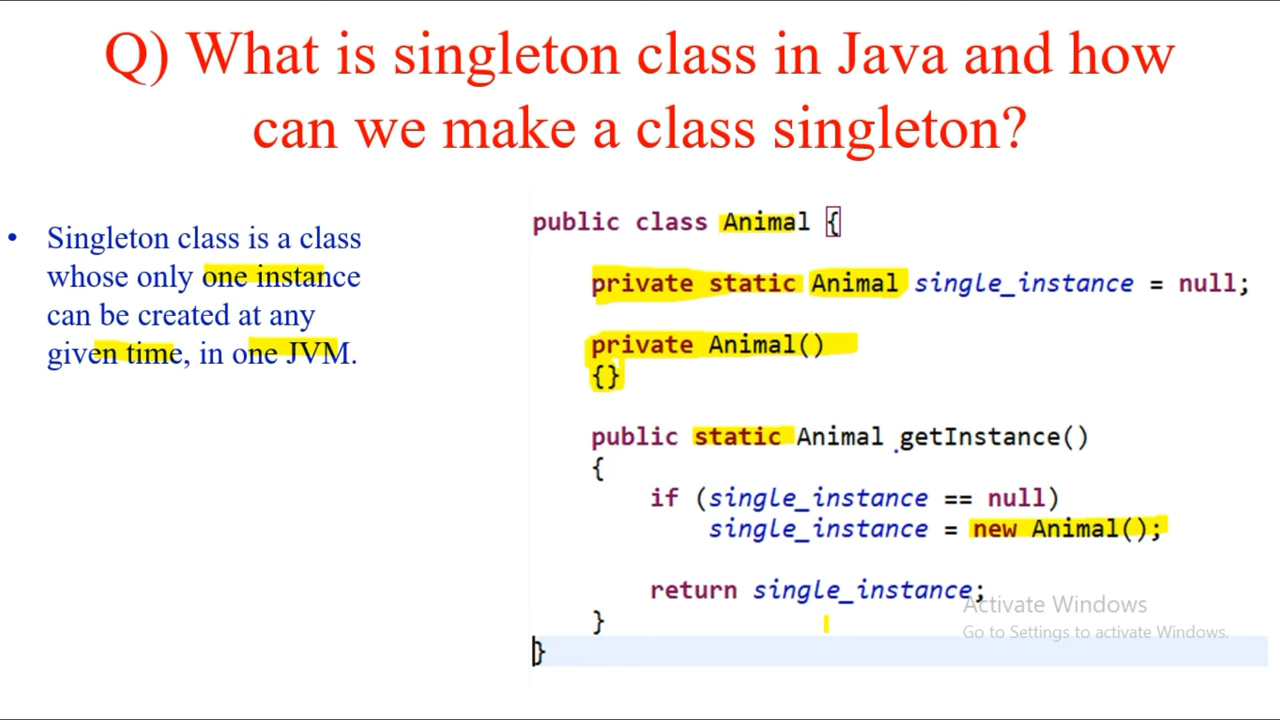 Q) What is singleton class in Java and how
can we make a class singleton?
• Singleton class is a class
whose only one instance
can be created at any
given time, in one JVM.
public class Animal {
private static Animal single_instance = null;
private Animal()
{}
public static Animal getInstance()
{
if (single_instance == null)
single_instance = new Animal();
return single_instance;
}
}
Activate Windows
Go to Settings to activate Windows.